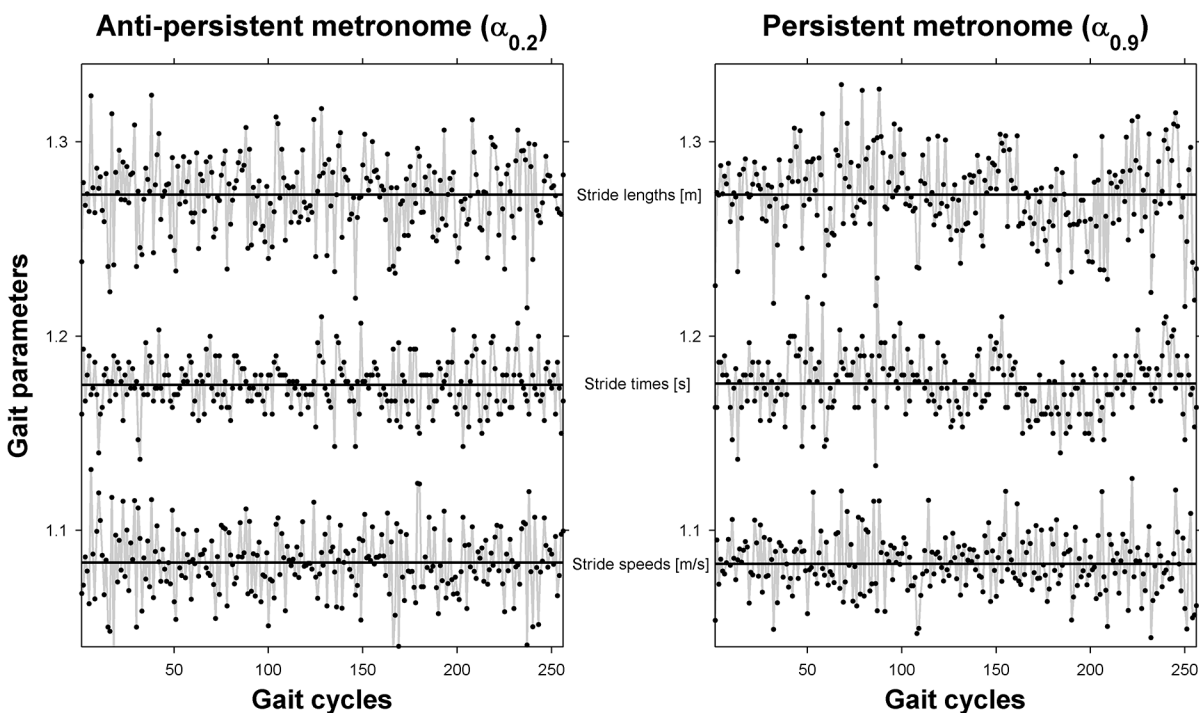 Anti-persistent metronome (α0.2)
Persistent metronome (α0.9)
Gait parameters
1.3
1.2
1.1
Stride lengths [m]
Stride times [s]
Stride speeds [m/s]
1.3
1.2
1.1
50 100 150 200 250
50 100 150 200 250
Gait cycles
Gait cycles